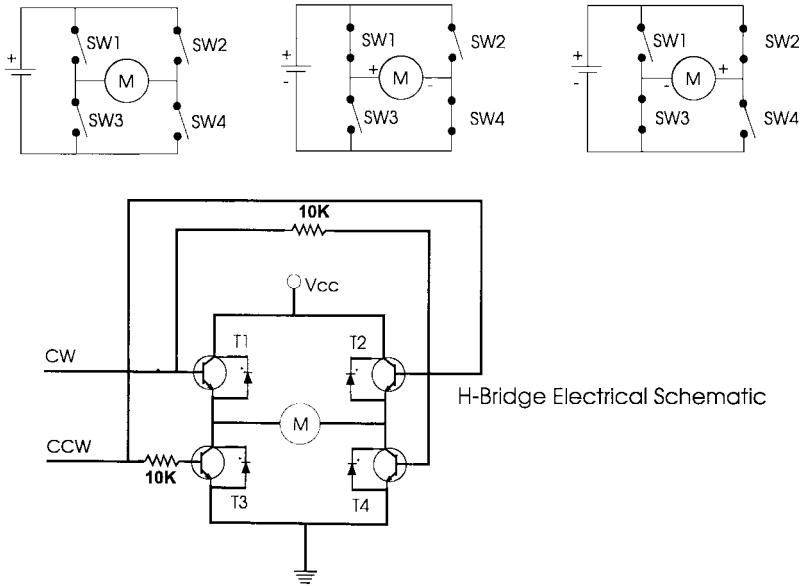 +
SW1
SW2
M
SW3
SW4
+
-
SW1
SW2
+
M
-
SW3
SW4
+
-
SW1
SW2
-
M
+
SW3
SW4
10K
Vcc
T1
T2
CW
H-Bridge Electrical Schematic
M
CCW
10K
T3
T4